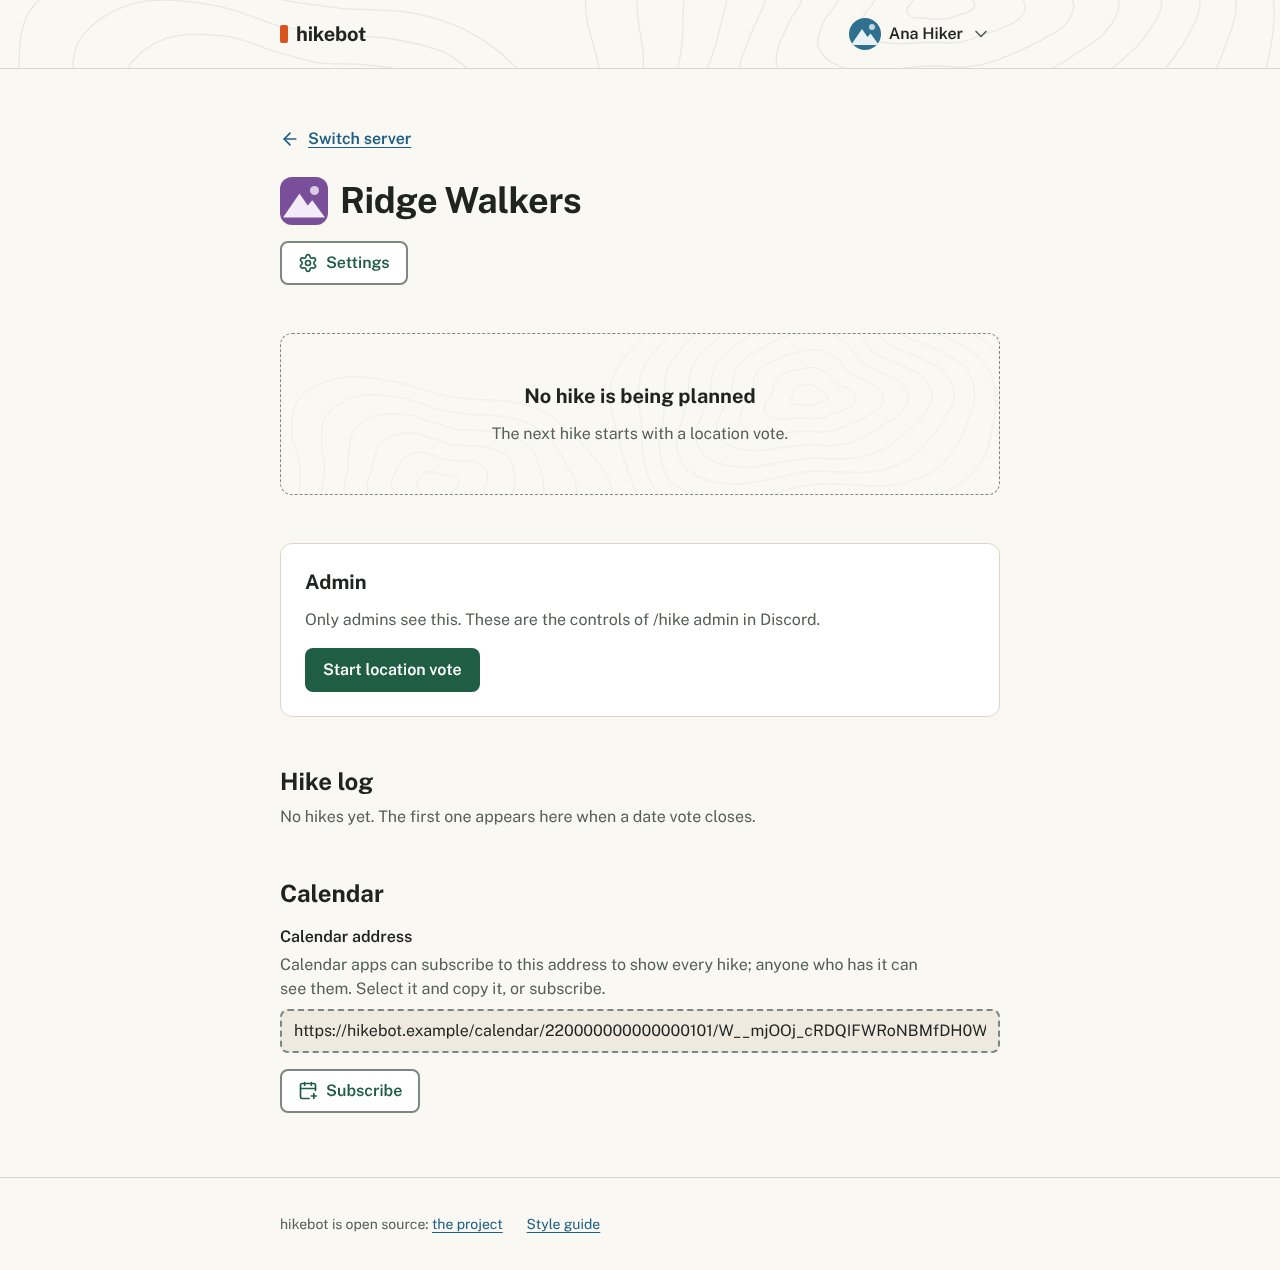 hikebot
Ana Hiker
Switch server
Ridge Walkers
Settings
No hike is being planned
The next hike starts with a location vote.
Admin
Only admins see this. These are the controls of /hike admin in Discord.
Start location vote
Hike log
No hikes yet. The first one appears here when a date vote closes.
Calendar
Calendar address
Calendar apps can subscribe to this address to show every hike; anyone who has it can
see them. Select it and copy it, or subscribe.
https://hikebot.example/calendar/220000000000000101/W__mjOOj_cRDQIFWRoNBMfDH0W
Subscribe
hikebot is open source: the project
Style guide